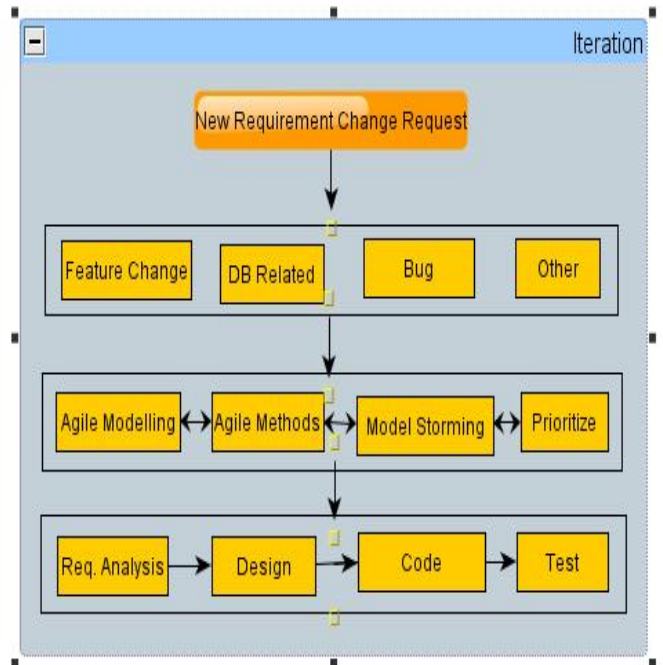 Iteration
New Requirement Change Request
Feature Change
DB Related
Bug
Other
Agile Modelling
Agile Methods
Model Storming
Prioritize
Req. Analysis
Design
Code
Test